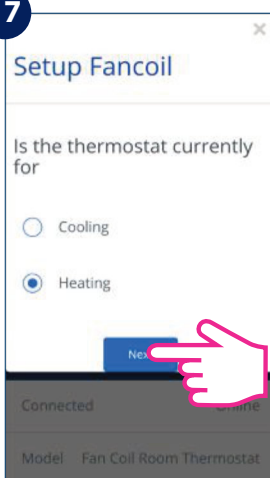 7
×
Setup Fancoil
Is the thermostat currently
for
Cooling
Heating
Connected Online
Model Fan Coil Room Thermostat